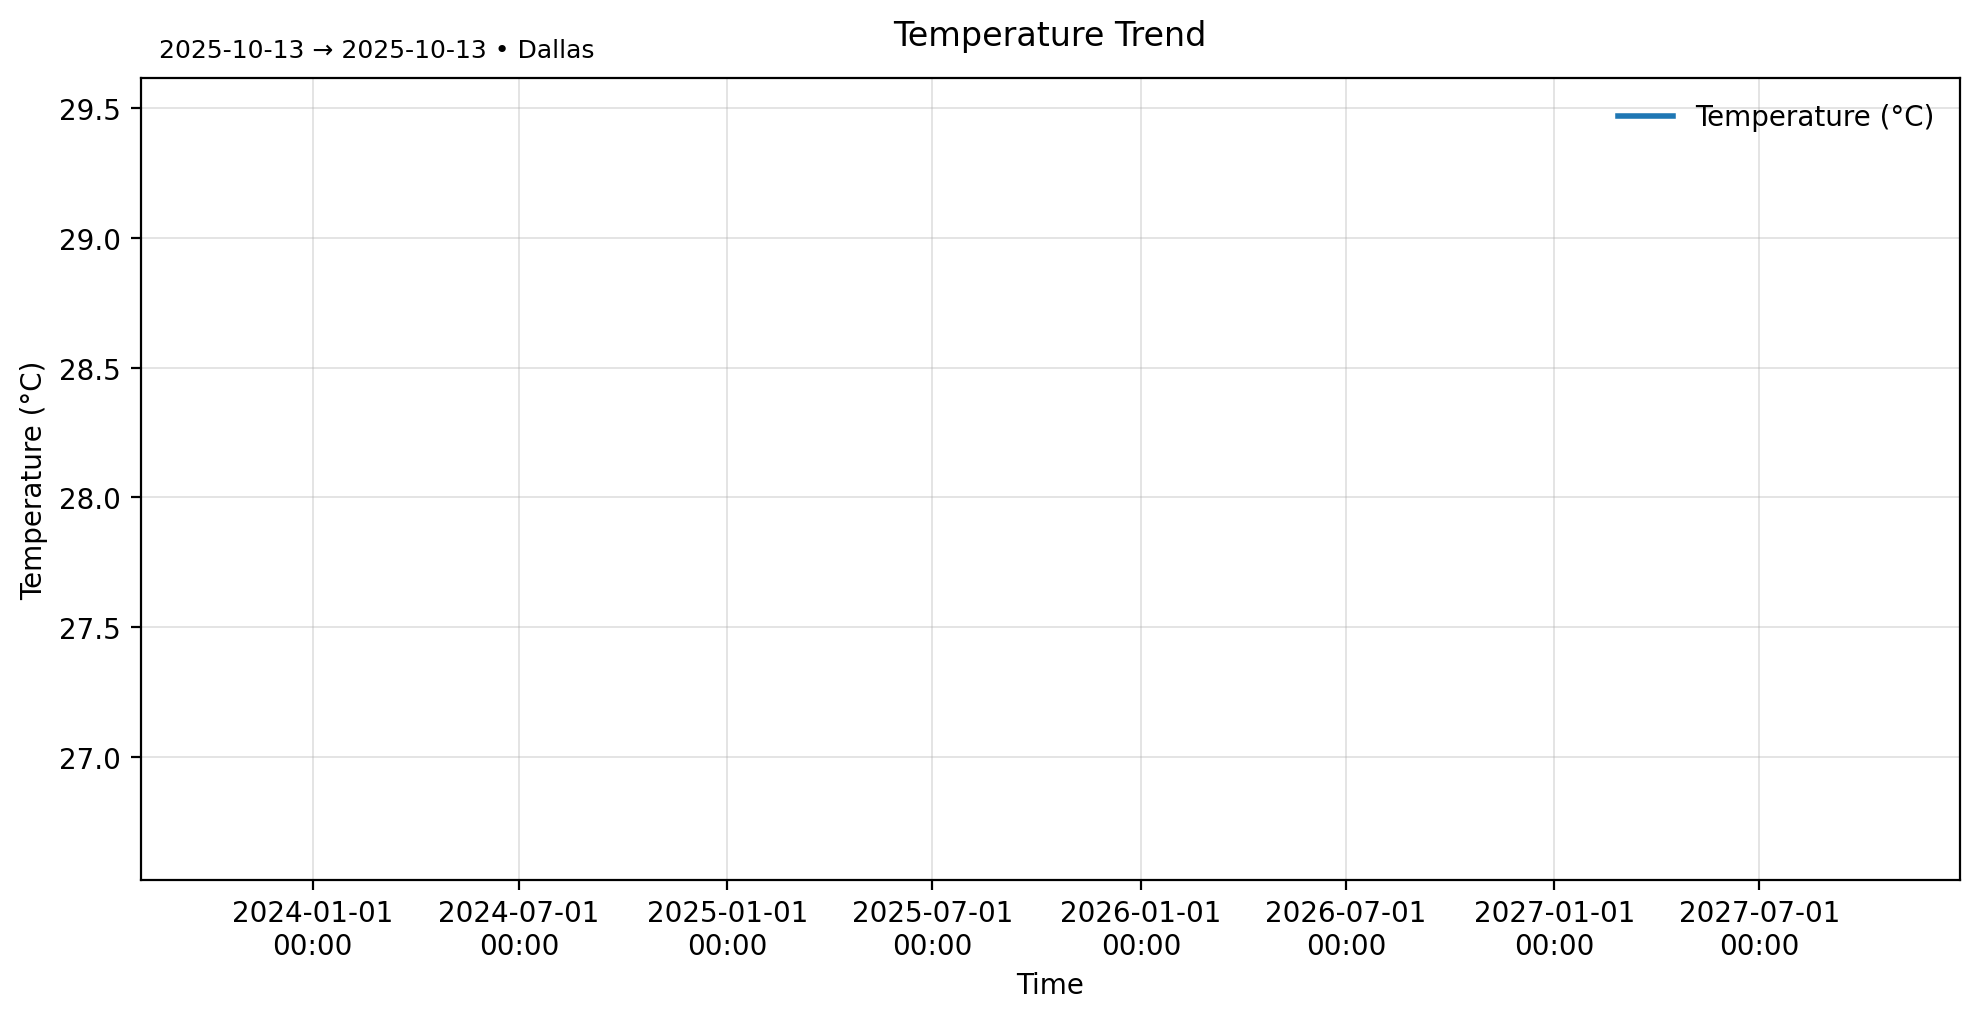 Temperature Trend
2025-10-13 → 2025-10-13 • Dallas
Temperature (°C)
29.5
29.0
28.5
28.0
27.5
27.0
Temperature (°C)
2024-01-01 2024-07-01 2025-01-01 2025-07-01 2026-01-01 2026-07-01 2027-01-01 2027-07-01
00:00 00:00 00:00 00:00 00:00 00:00 00:00 00:00
Time